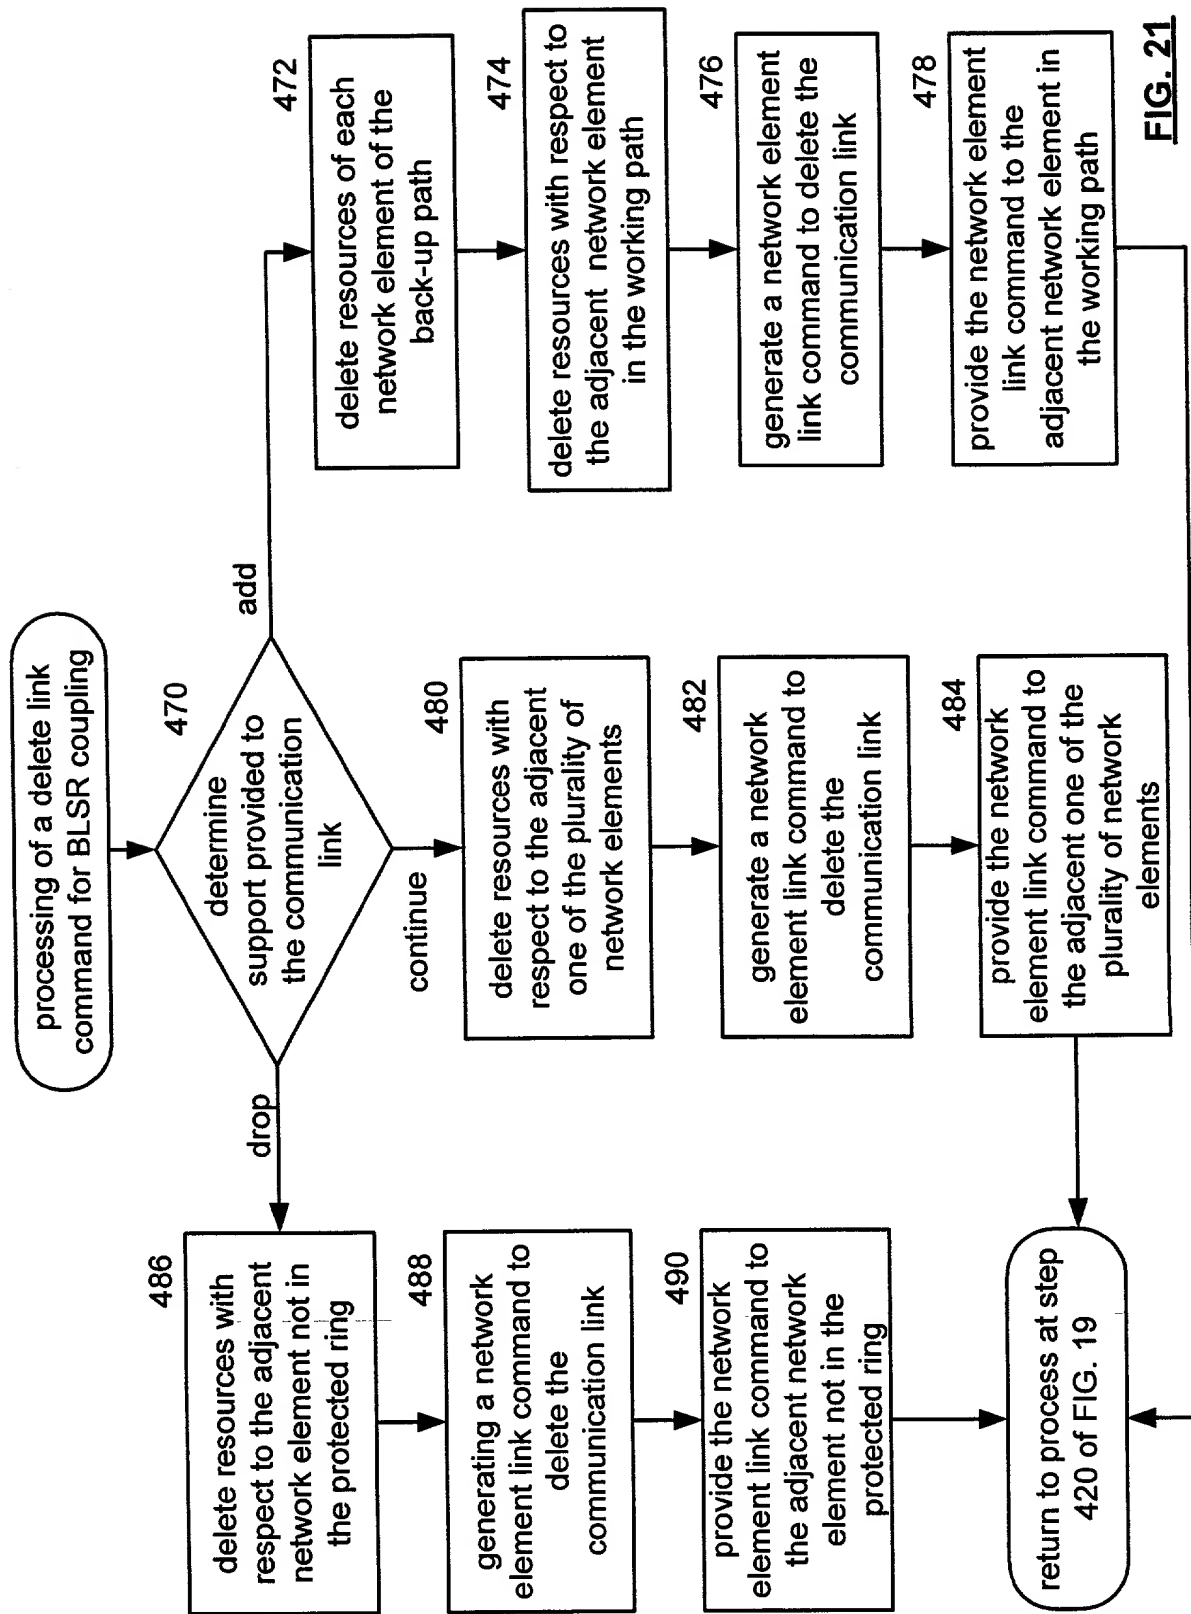 processing of a delete link
command for BLSR coupling
470
determine
support provided to
the communication
link
drop
continue
add
486
delete resources with
respect to the adjacent
network element not in
the protected ring
488
generating a network
element link command to
delete the
communication link
490
provide the network
element link command to
the adjacent network
element not in the
protected ring
480
delete resources with
respect to the adjacent
one of the plurality of
network elements
482
generate a network
element link command to
delete the
communication link
484
provide the network
element link command to
the adjacent one of the
plurality of network
elements
472
delete resources of each
network element of the
back-up path
474
delete resources with respect to
the adjacent network element
in the working path
476
generate a network element
link command to delete the
communication link
478
provide the network element
link command to the
adjacent network element in
the working path
return to process at step
420 of FIG. 19
FIG. 21